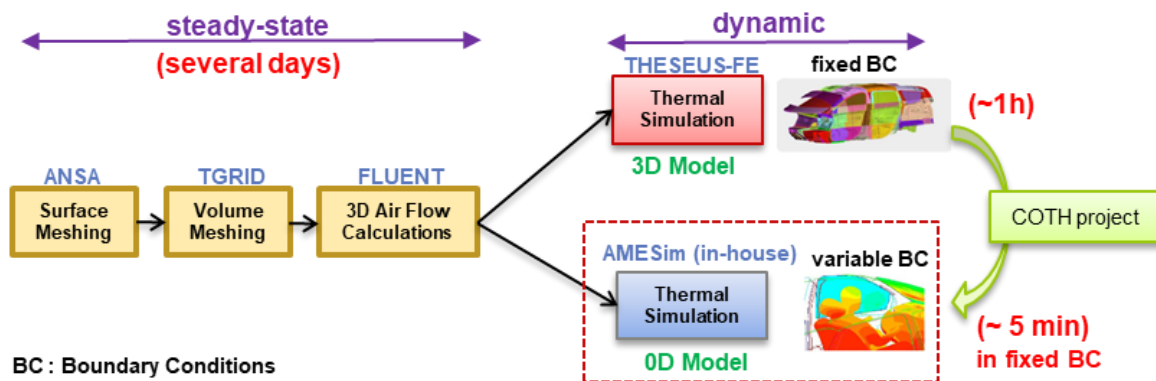 steady-state
(several days)
dynamic
THESEUS-FE
fixed BC
Thermal
Simulation
3D Model
(~1h)
ANSA
TGRID
FLUENT
Surface
Meshing
Volume
Meshing
3D Air Flow
Calculations
COTH project
AMESim (in-house)
variable BC
Thermal
Simulation
0D Model
(~ 5 min)
in fixed BC
BC : Boundary Conditions